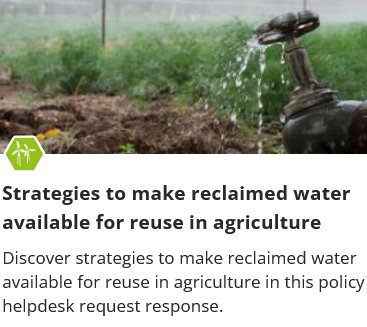 Strategies to make reclaimed water
available for reuse in agriculture
Discover strategies to make reclaimed water
available for reuse in agriculture in this policy
helpdesk request response.